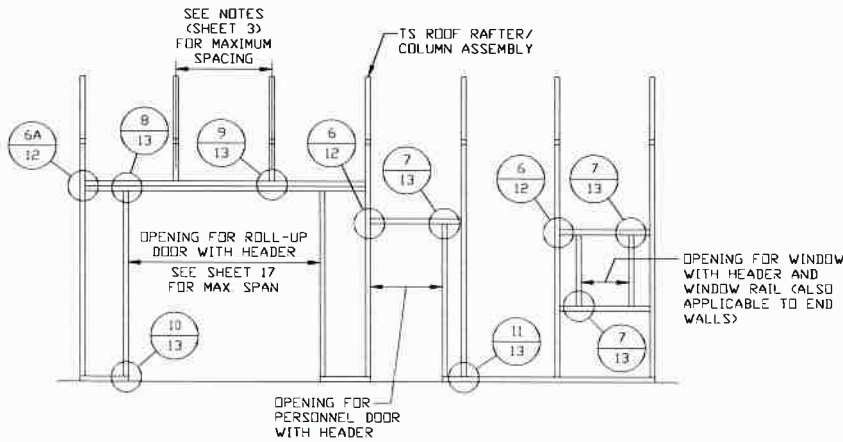 SEE NOTES
(SHEET 3)
FOR MAXIMUM
SPACING
TS ROOF RAFTER/
COLUMN ASSEMBLY
6A
12
8
13
9
13
6
12
7
13
6
12
7
13
OPENING FOR ROLL-UP
DOOR WITH HEADER
SEE SHEET 17
FOR MAX. SPAN
OPENING FOR WINDOW
WITH HEADER AND
WINDOW RAIL (ALSO
APPLICABLE TO END
WALLS)
10
13
11
13
7
13
OPENING FOR
PERSONNEL DOOR
WITH HEADER